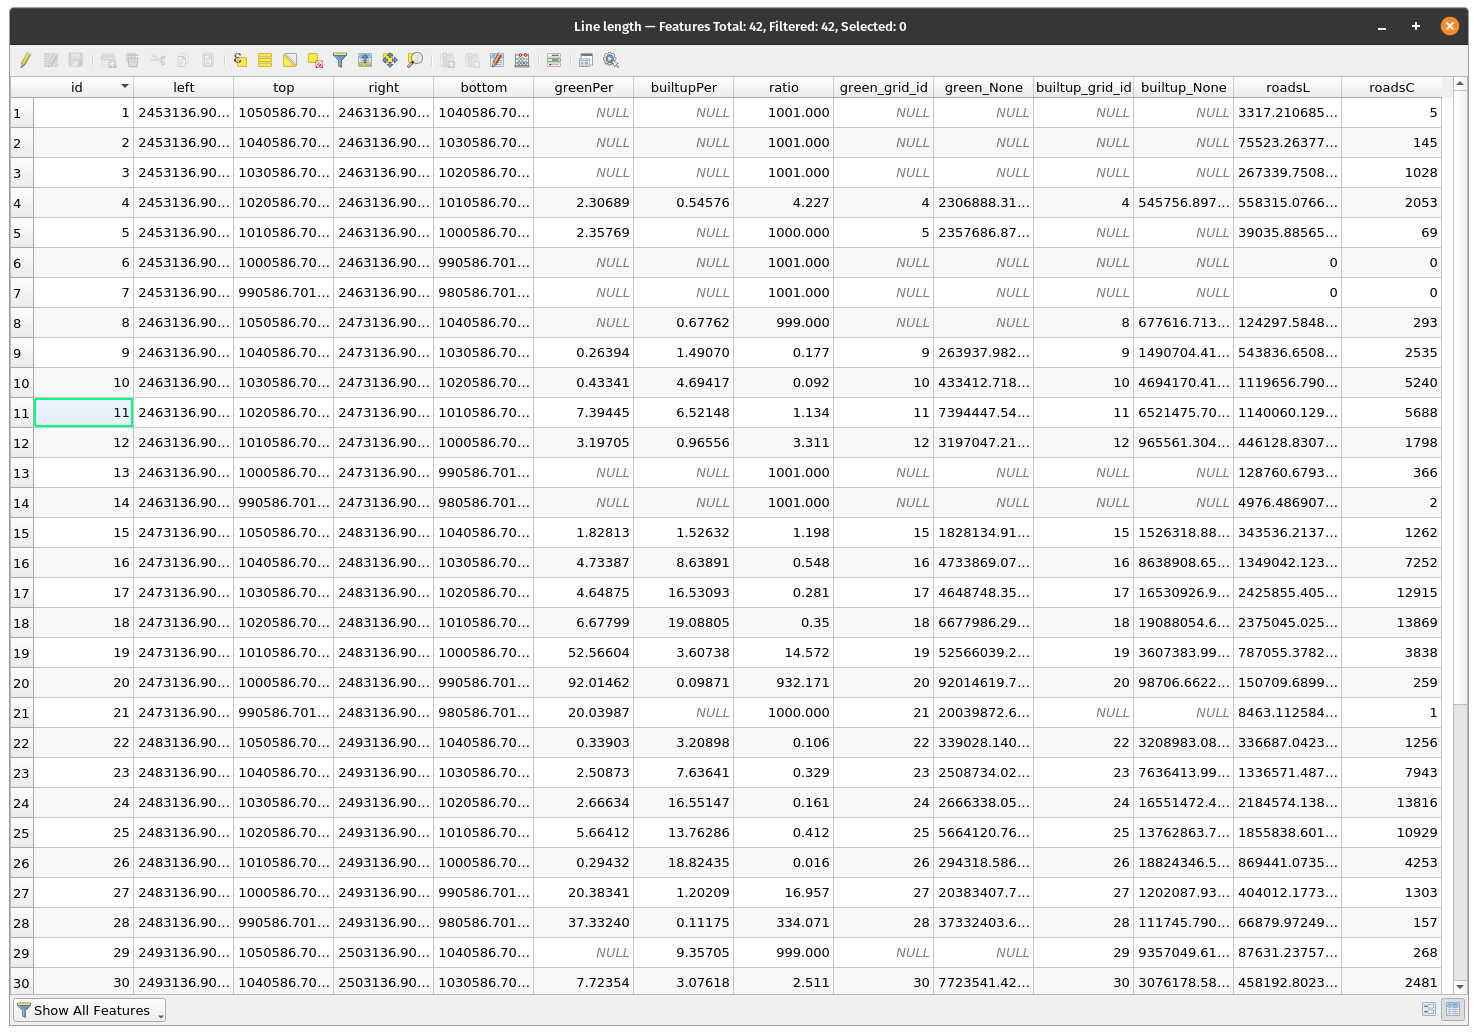 Line length — Features Total: 42, Filtered: 42, Selected: 0
id left top right bottom greenPer builtupPer ratio green_grid_id green_None builtup_grid_id builtup_None roadsL roadsC
1 1 2453136.90... 1050586.70... 2463136.90... 1040586.70... NULL NULL 1001.000 NULL NULL NULL NULL 3317.210685... 5
2 2 2453136.90... 1040586.70... 2463136.90... 1030586.70... NULL NULL 1001.000 NULL NULL NULL NULL 75523.26377... 145
3 3 2453136.90... 1030586.70... 2463136.90... 1020586.70... NULL NULL 1001.000 NULL NULL NULL NULL 267339.7508... 1028
4 4 2453136.90... 1020586.70... 2463136.90... 1010586.70... 2.30689 0.54576 4.227 4 2306888.31... 4 545756.897... 558315.0766... 2053
5 5 2453136.90... 1010586.70... 2463136.90... 1000586.70... 2.35769 NULL 1000.000 5 2357686.87... NULL NULL 39035.88565... 69
6 6 2453136.90... 1000586.70... 2463136.90... 990586.701... NULL NULL 1001.000 NULL NULL NULL NULL 0 0
7 7 2453136.90... 990586.701... 2463136.90... 980586.701... NULL NULL 1001.000 NULL NULL NULL NULL 0 0
8 8 2463136.90... 1050586.70... 2473136.90... 1040586.70... NULL 0.67762 999.000 NULL NULL 8 677616.713... 124297.5848... 293
9 9 2463136.90... 1040586.70... 2473136.90... 1030586.70... 0.26394 1.49070 0.177 9 263937.982... 9 1490704.41... 543836.6508... 2535
10 10 2463136.90... 1030586.70... 2473136.90... 1020586.70... 0.43341 4.69417 0.092 10 433412.718... 10 4694170.41... 1119656.790... 5240
11 11 2463136.90... 1020586.70... 2473136.90... 1010586.70... 7.39445 6.52148 1.134 11 7394447.54... 11 6521475.70... 1140060.129... 5688
12 12 2463136.90... 1010586.70... 2473136.90... 1000586.70... 3.19705 0.96556 3.311 12 3197047.21... 12 965561.304... 446128.8307... 1798
13 13 2463136.90... 1000586.70... 2473136.90... 990586.701... NULL NULL 1001.000 NULL NULL NULL NULL 128760.6793... 366
14 14 2463136.90... 990586.701... 2473136.90... 980586.701... NULL NULL 1001.000 NULL NULL NULL NULL 4976.486907... 2
15 15 2473136.90... 1050586.70... 2483136.90... 1040586.70... 1.82813 1.52632 1.198 15 1828134.91... 15 1526318.88... 343536.2137... 1262
16 16 2473136.90... 1040586.70... 2483136.90... 1030586.70... 4.73387 8.63891 0.548 16 4733869.07... 16 8638908.65... 1349042.123... 7252
17 17 2473136.90... 1030586.70... 2483136.90... 1020586.70... 4.64875 16.53093 0.281 17 4648748.35... 17 16530926.9... 2425855.405... 12915
18 18 2473136.90... 1020586.70... 2483136.90... 1010586.70... 6.67799 19.08805 0.35 18 6677986.29... 18 19088054.6... 2375045.025... 13869
19 19 2473136.90... 1010586.70... 2483136.90... 1000586.70... 52.56604 3.60738 14.572 19 52566039.2... 19 3607383.99... 787055.3782... 3838
20 20 2473136.90... 1000586.70... 2483136.90... 990586.701... 92.01462 0.09871 932.171 20 92014619.7... 20 98706.6622... 150709.6899... 259
21 21 2473136.90... 990586.701... 2483136.90... 980586.701... 20.03987 NULL 1000.000 21 20039872.6... NULL NULL 8463.112584... 1
22 22 2483136.90... 1050586.70... 2493136.90... 1040586.70... 0.33903 3.20898 0.106 22 339028.140... 22 3208983.08... 336687.0423... 1256
23 23 2483136.90... 1040586.70... 2493136.90... 1030586.70... 2.50873 7.63641 0.329 23 2508734.02... 23 7636413.99... 1336571.487... 7943
24 24 2483136.90... 1030586.70... 2493136.90... 1020586.70... 2.66634 16.55147 0.161 24 2666338.05... 24 16551472.4... 2184574.138... 13816
25 25 2483136.90... 1020586.70... 2493136.90... 1010586.70... 5.66412 13.76286 0.412 25 5664120.76... 25 13762863.7... 1855838.601... 10929
26 26 2483136.90... 1010586.70... 2493136.90... 1000586.70... 0.29432 18.82435 0.016 26 294318.586... 26 18824346.5... 869441.0735... 4253
27 27 2483136.90... 1000586.70... 2493136.90... 990586.701... 20.38341 1.20209 16.957 27 20383407.7... 27 1202087.93... 404012.1773... 1303
28 28 2483136.90... 990586.701... 2493136.90... 980586.701... 37.33240 0.11175 334.071 28 37332403.6... 28 111745.790... 66879.97249... 157
29 29 2493136.90... 1050586.70... 2503136.90... 1040586.70... NULL 9.35705 999.000 NULL NULL 29 9357049.61... 87631.23757... 268
30 30 2493136.90... 1040586.70... 2503136.90... 1030586.70... 7.72354 3.07618 2.511 30 7723541.42... 30 3076178.58... 458192.8023... 2481
Show All Features